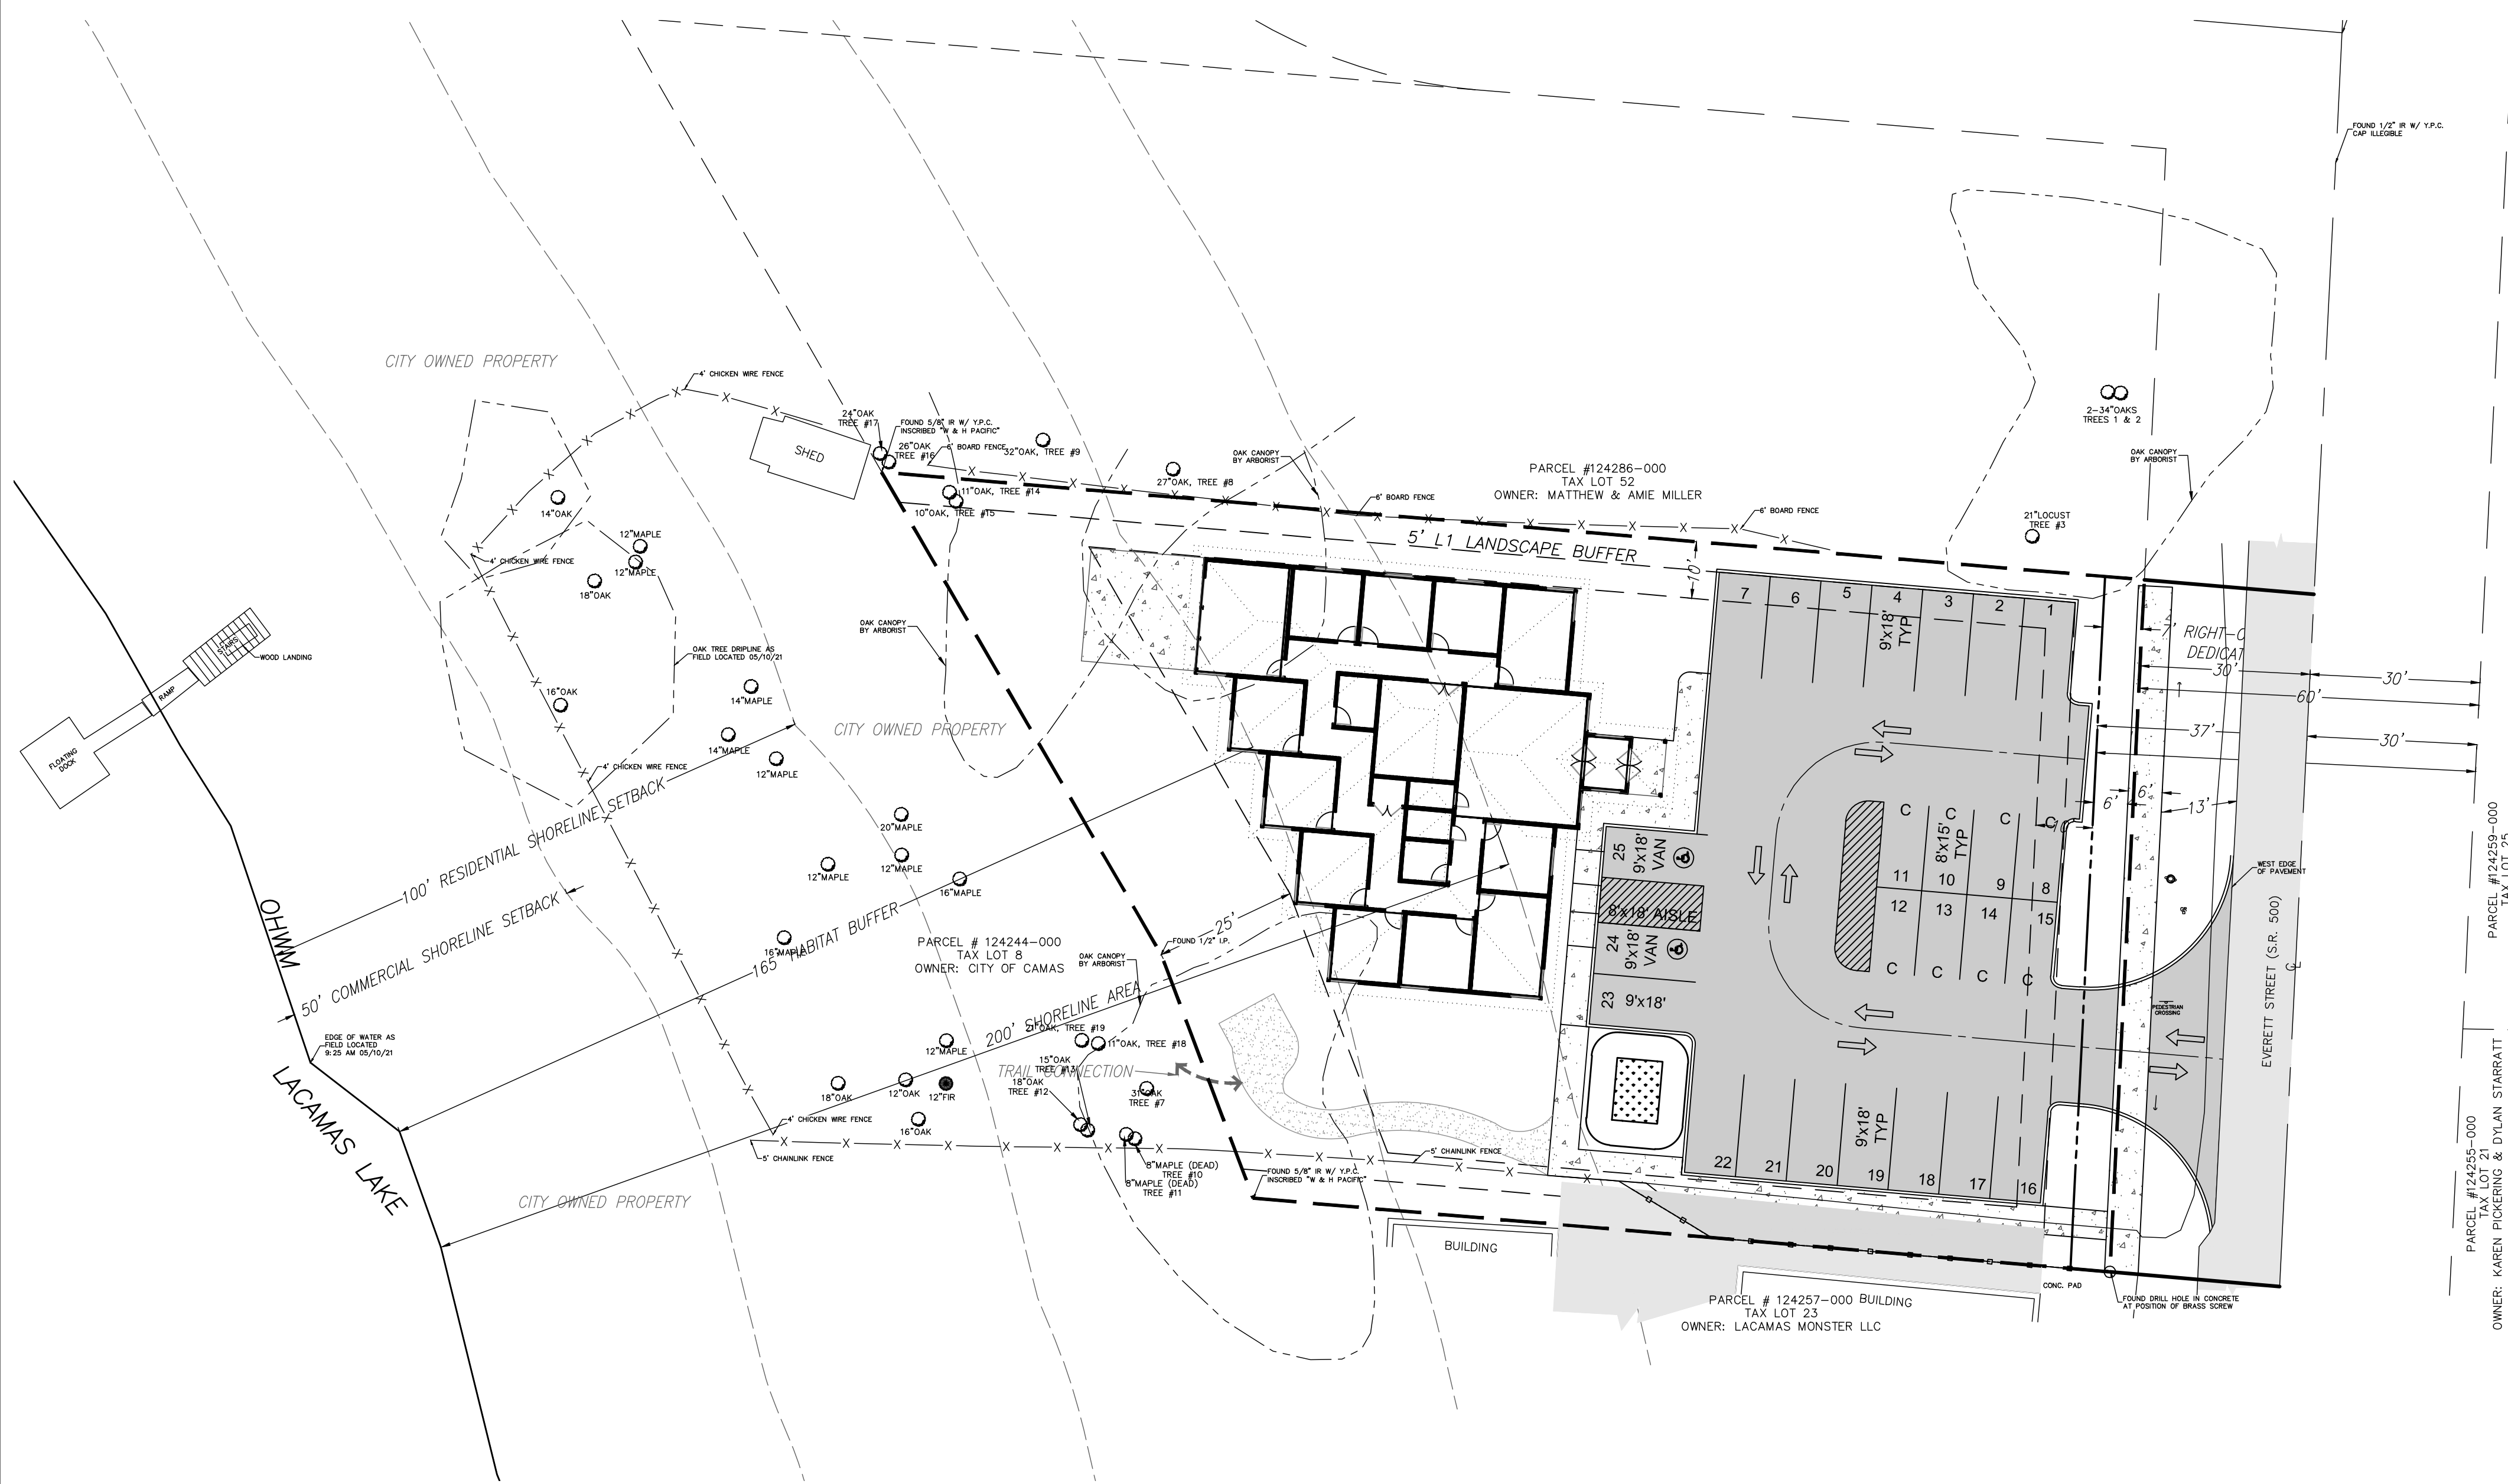 FOUND 1/2" IR W/ Y.P.C.
CAP ILLEGIBLE
CITY OWNED PROPERTY
4' CHICKEN WIRE FENCE
SHED
24"OAK
TREE #17
FOUND 5/8" IR W/ Y.P.C.
INSCRIBED "W & H PACIFIC"
26"OAK
TREE #16
6' BOARD FENCE
32"OAK, TREE #9
11"OAK, TREE #14
10"OAK, TREE #15
27"OAK, TREE #8
OAK CANOPY
BY ARBORIST
6' BOARD FENCE
PARCEL #124286-000
TAX LOT 52
OWNER: MATTHEW & AMIE MILLER
6' BOARD FENCE
2-34"OAKS
TREES 1 & 2
OAK CANOPY
BY ARBORIST
21"LOCUST
TREE #3
5' L1 LANDSCAPE BUFFER
10'
14"OAK
12"MAPLE
4' CHICKEN WIRE FENCE
12"MAPLE
18"OAK
OAK CANOPY
BY ARBORIST
OAK TREE DRIPLINE AS
FIELD LOCATED 05/10/21
STAIRS
WOOD LANDING
RAMP
FLOATING
DOCK
16"OAK
14"MAPLE
14"MAPLE
12"MAPLE
CITY OWNED PROPERTY
4' CHICKEN WIRE FENCE
100' RESIDENTIAL SHORELINE SETBACK
50' COMMERCIAL SHORELINE SETBACK
OHWM
20"MAPLE
12"MAPLE
12"MAPLE
16"MAPLE
16"MAPLE
165' HABITAT BUFFER
PARCEL # 124244-000
TAX LOT 8
OWNER: CITY OF CAMAS
OAK CANOPY
BY ARBORIST
FOUND 1/2" I.P.
25'
200' SHORELINE AREA
EDGE OF WATER AS
FIELD LOCATED
9:25 AM 05/10/21
LACAMAS LAKE
12"MAPLE
21"OAK, TREE #19
11"OAK, TREE #18
15"OAK
TREE #13
TRAIL CONNECTION
18"OAK
TREE #12
31"OAK
TREE #7
18"OAK
12"OAK
12"FIR
16"OAK
4' CHICKEN WIRE FENCE
5' CHAINLINK FENCE
8"MAPLE (DEAD)
TREE #10
8"MAPLE (DEAD)
TREE #11
CITY OWNED PROPERTY
5' CHAINLINK FENCE
FOUND 5/8" IR W/ Y.P.C.
INSCRIBED "W & H PACIFIC"
BUILDING
7
6
5
4
3
2
1
9'x18'
TYP
7' RIGHT-O
DEDICAT
30'
30'
60'
37'
30'
6'
6'
13'
C
C
C
C
8'x15'
TYP
10'
11
10
9
8
12
13
14
15
C
C
C
C
25
9'x18'
VAN
8'x18' AISLE
24
9'x18'
VAN
23
9'x18'
9'x18'
TYP
22
21
20
19
18
17
16
WEST EDGE
OF PAVEMENT
PEDESTRIAN
CROSSING
EVERETT STREET (S.R. 500)
PARCEL #124259-000
TAX LOT 25
PARCEL #124255-000
TAX LOT 21
OWNER: KAREN PICKERING & DYLAN STARRATT
CONC. PAD
FOUND DRILL HOLE IN CONCRETE
AT POSITION OF BRASS SCREW
PARCEL # 124257-000
BUILDING
TAX LOT 23
OWNER: LACAMAS MONSTER LLC